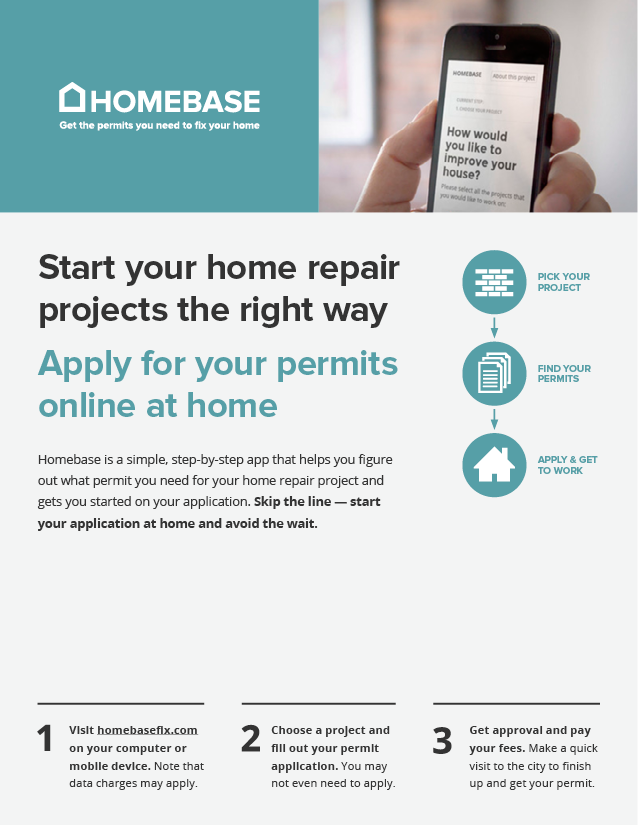 HOMEBASE
Get the permits you need to fix your home
HOMEBASE
About this project
CURRENT STEP:
1. CHOOSE YOUR PROJECT
How would
you like to
improve your
house?
Please select all the projects that
you would like to work on:
Start your home repair
projects the right way
Apply for your permits
online at home
Homebase is a simple, step-by-step app that helps you figure
out what permit you need for your home repair project and
gets you started on your application. Skip the line — start
your application at home and avoid the wait.
PICK YOUR
PROJECT
FIND YOUR
PERMITS
APPLY & GET
TO WORK
1
Visit homebasefix.com
on your computer or
mobile device. Note that
data charges may apply.
2
Choose a project and
fill out your permit
application. You may
not even need to apply.
3
Get approval and pay
your fees. Make a quick
visit to the city to finish
up and get your permit.